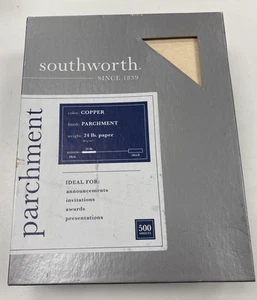 southworth®
SINCE 1839
parchment
color: COPPER
finish: PARCHMENT
weight: 24 lb. paper
IDEAL FOR:
announcements
invitations
awards
presentations
500
SHEETS